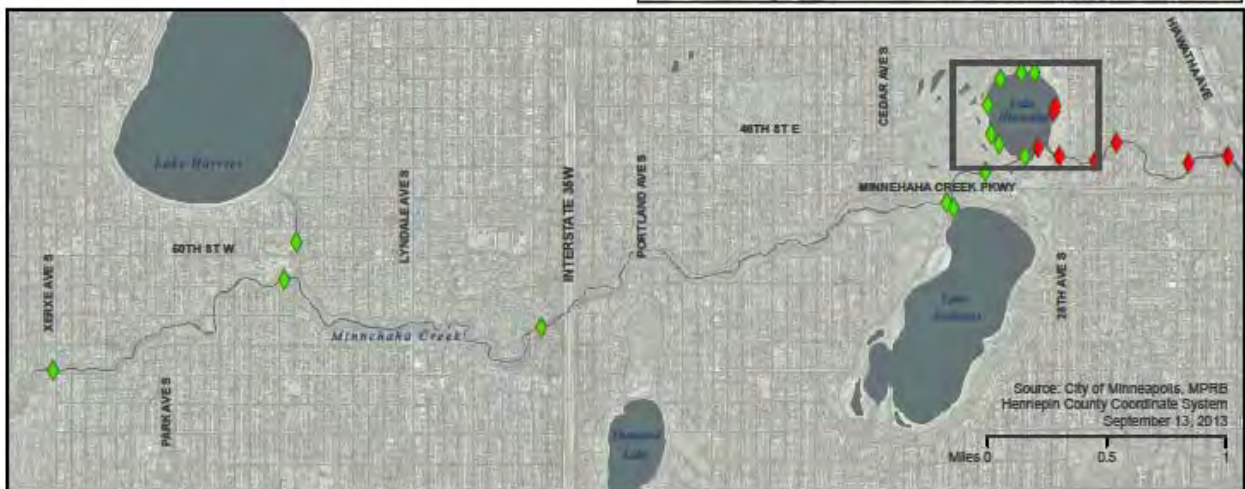 HIAWATHA AVE
CEDAR AVE S
Lake
Hiawatha
46TH ST E
Lake Harriet
MINNEHAHA CREEK PKWY
PORTLAND AVE S
INTERSTATE 35W
LYNDALE AVE S
50TH ST W
XERXE AVE S
28TH AVE S
Lake
Minnehaha Creek
PARK AVE S
Source: City of Minneapolis, MPRB
Hennepin County Coordinate System
September 13, 2013
Lake
Miles 0 0.5 1